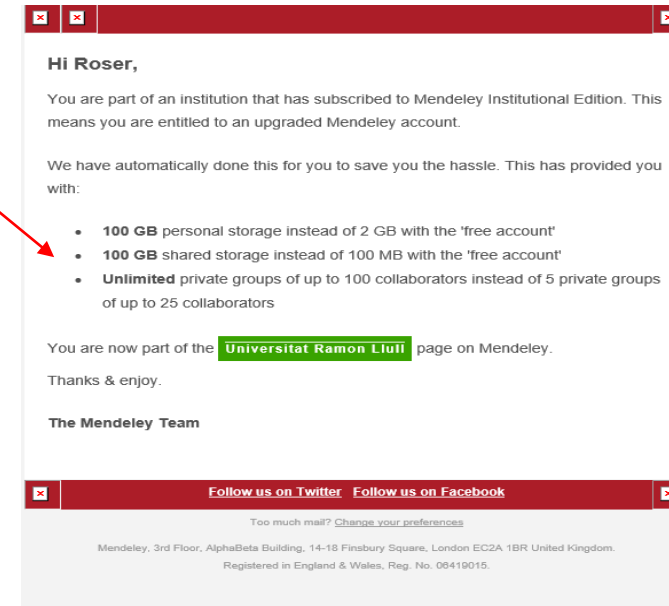 Hi Roser,
You are part of an institution that has subscribed to Mendeley Institutional Edition. This
means you are entitled to an upgraded Mendeley account.
We have automatically done this for you to save you the hassle. This has provided you
with:
• 100 GB personal storage instead of 2 GB with the 'free account'
• 100 GB shared storage instead of 100 MB with the 'free account'
• Unlimited private groups of up to 100 collaborators instead of 5 private groups
of up to 25 collaborators
You are now part of the Universitat Ramon Llull page on Mendeley.
Thanks & enjoy.
The Mendeley Team
Follow us on Twitter Follow us on Facebook
Too much mail? Change your preferences
Mendeley, 3rd Floor, AlphaBeta Building, 14-18 Finsbury Square, London EC2A 1BR United Kingdom.
Registered in England & Wales, Reg. No. 06419015.